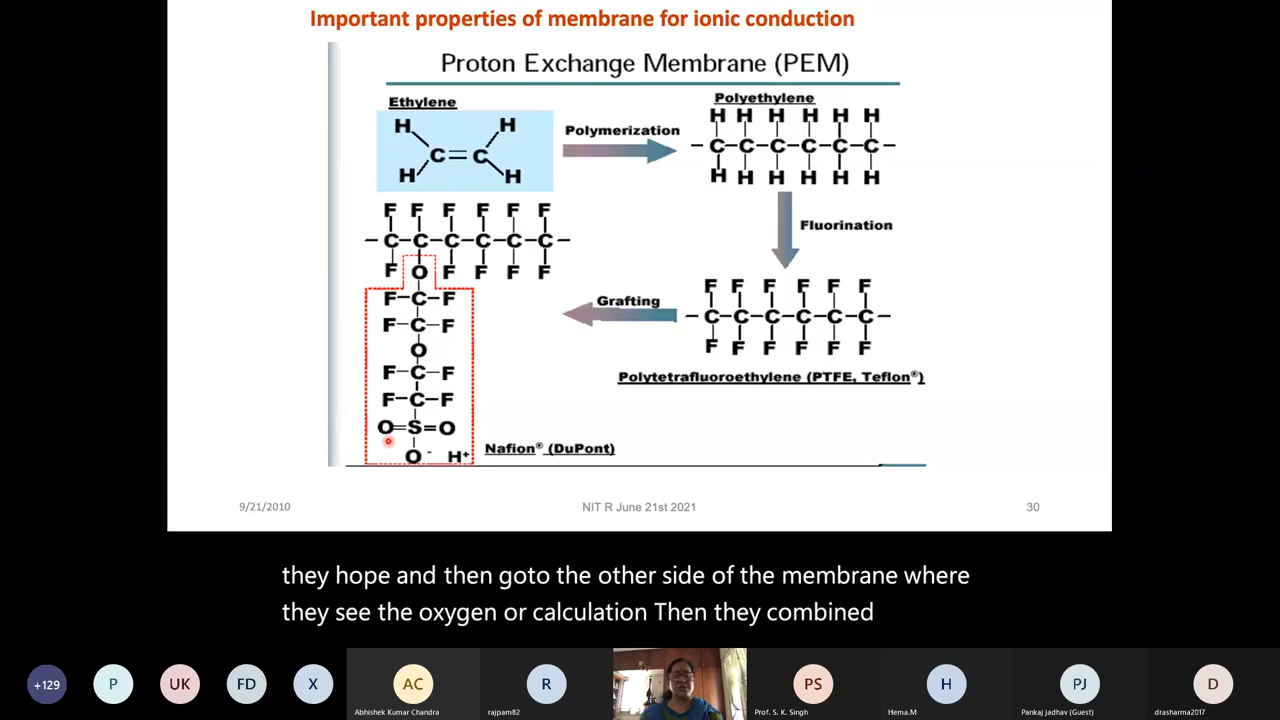 Important properties of membrane for ionic conduction
Proton Exchange Membrane (PEM)
Ethylene
Polyethylene
H H
C=C
H H
Polymerization
H H H H H H
–C–C–C–C–C–C–
H H H H H H
Fluorination
F F F F F F
–C–C–C–C–C–C–
F O F F F F
F–C–F
F–C–F
O
F–C–F
F–C–F
O=S=O
O⁻ H⁺
Grafting
F F F F F F
–C–C–C–C–C–C–
F F F F F F
Polytetrafluoroethylene (PTFE, Teflon®)
Nafion® (DuPont)
9/21/2010
NIT R June 21st 2021
30
they hope and then goto the other side of the membrane where
they see the oxygen or calculation Then they combined
+129
P
UK
FD
X
AC
Abhishek Kumar Chandra
R
rajpam82
PS
Prof. S. K. Singh
H
Hema.M
PJ
Pankaj jadhav (Guest)
D
drasharma2017